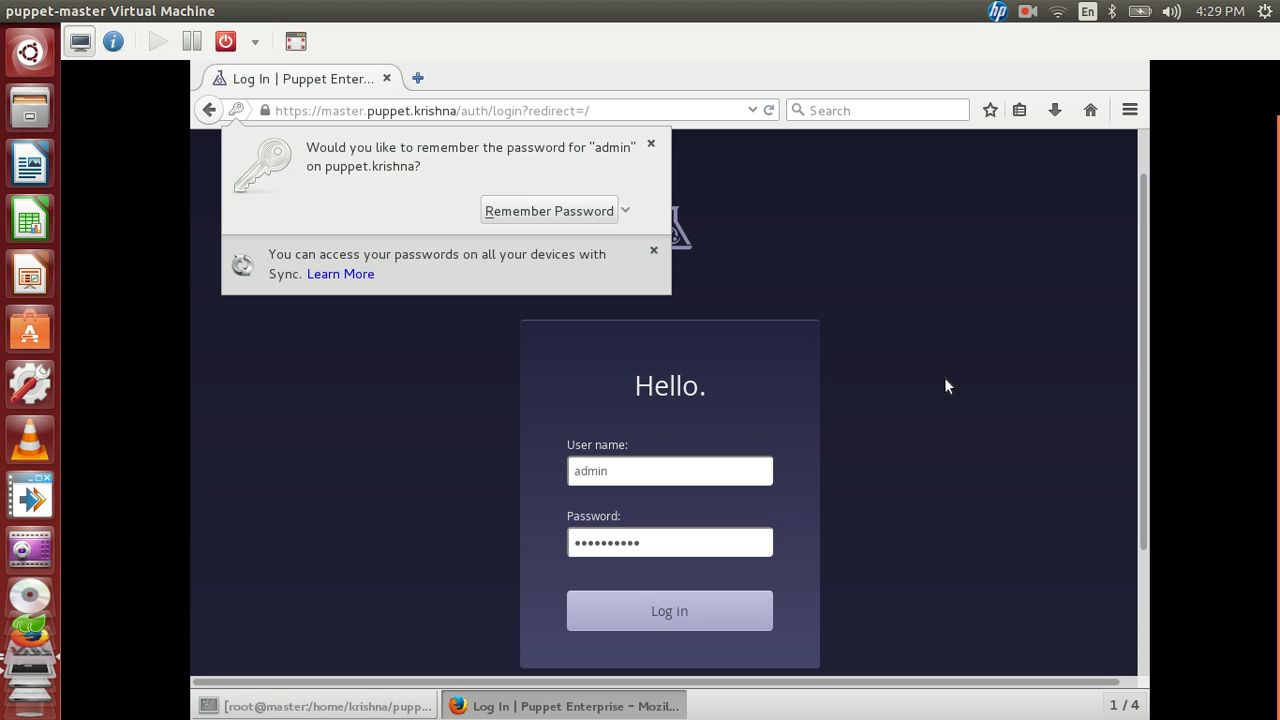 puppet-master Virtual Machine
hp
En
4:29 PM
Log In | Puppet Enter...
https://master.puppet.krishna/auth/login?redirect=/
Search
Would you like to remember the password for "admin"
on puppet.krishna?
Remember Password
You can access your passwords on all your devices with
Sync. Learn More
Hello.
User name:
admin
Password:
Log in
[root@master:/home/krishna/pupp...
Log In | Puppet Enterprise - Mozil...
1 / 4